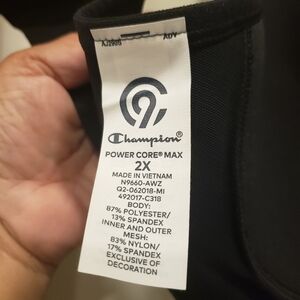 C9
Champion®
POWER CORE® MAX
2X
MADE IN VIETNAM
N9660-AWZ
Q2-062018-MI
492017-C318
BODY:
87% POLYESTER/
13% SPANDEX
INNER AND OUTER
MESH:
83% NYLON/
17% SPANDEX
EXCLUSIVE OF
DECORATION